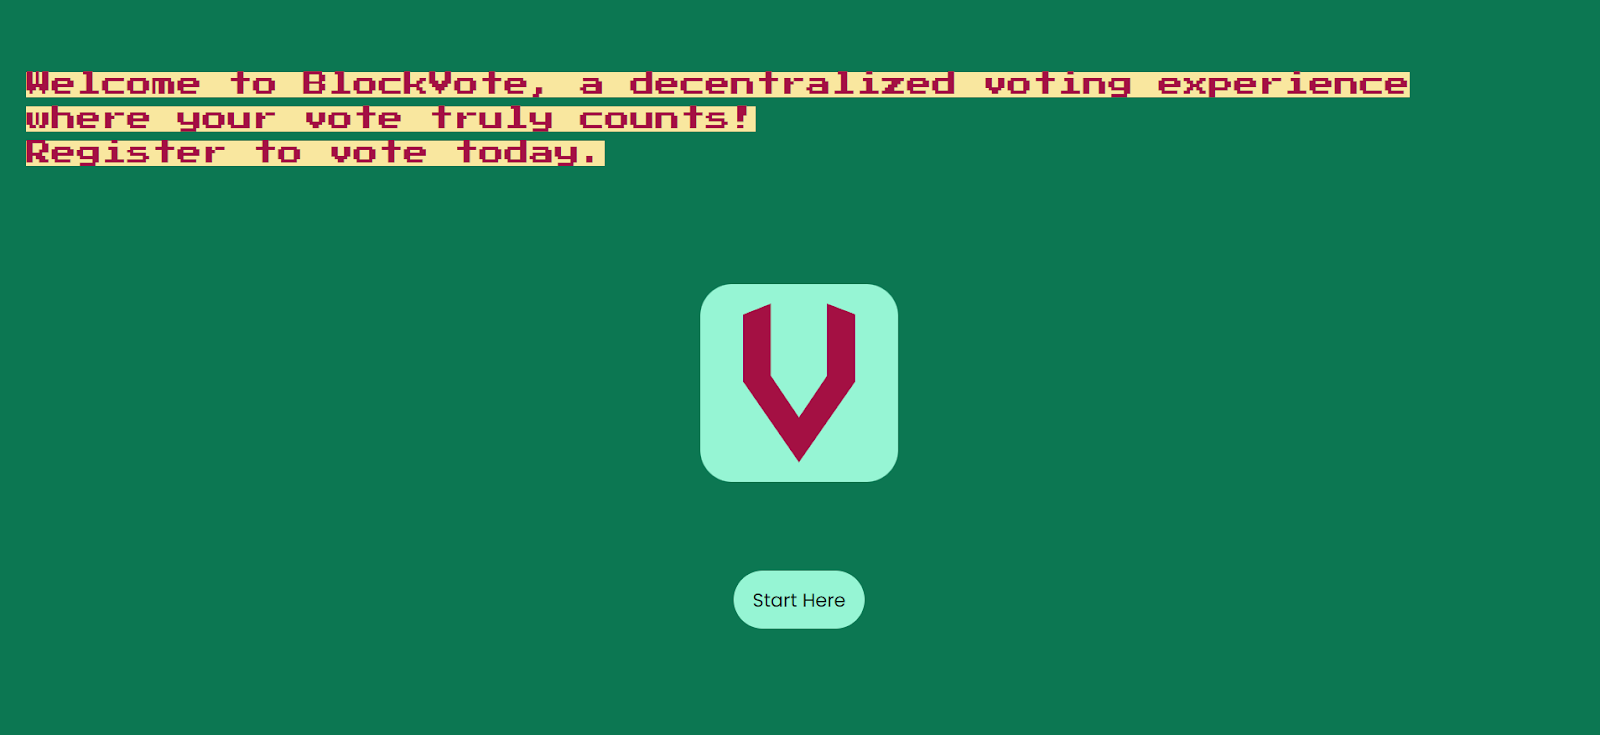 Welcome to BlockVote, a decentralized voting experience
where your vote truly counts!
Register to vote today.
Start Here